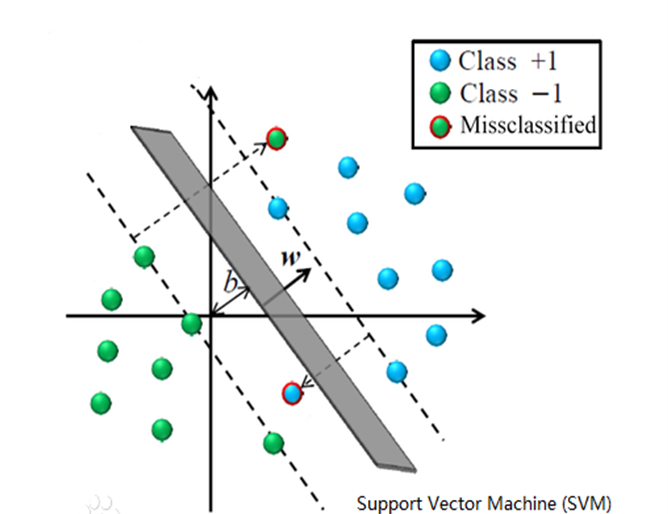 Class +1
Class −1
Missclassified
w
b
Support Vector Machine (SVM)